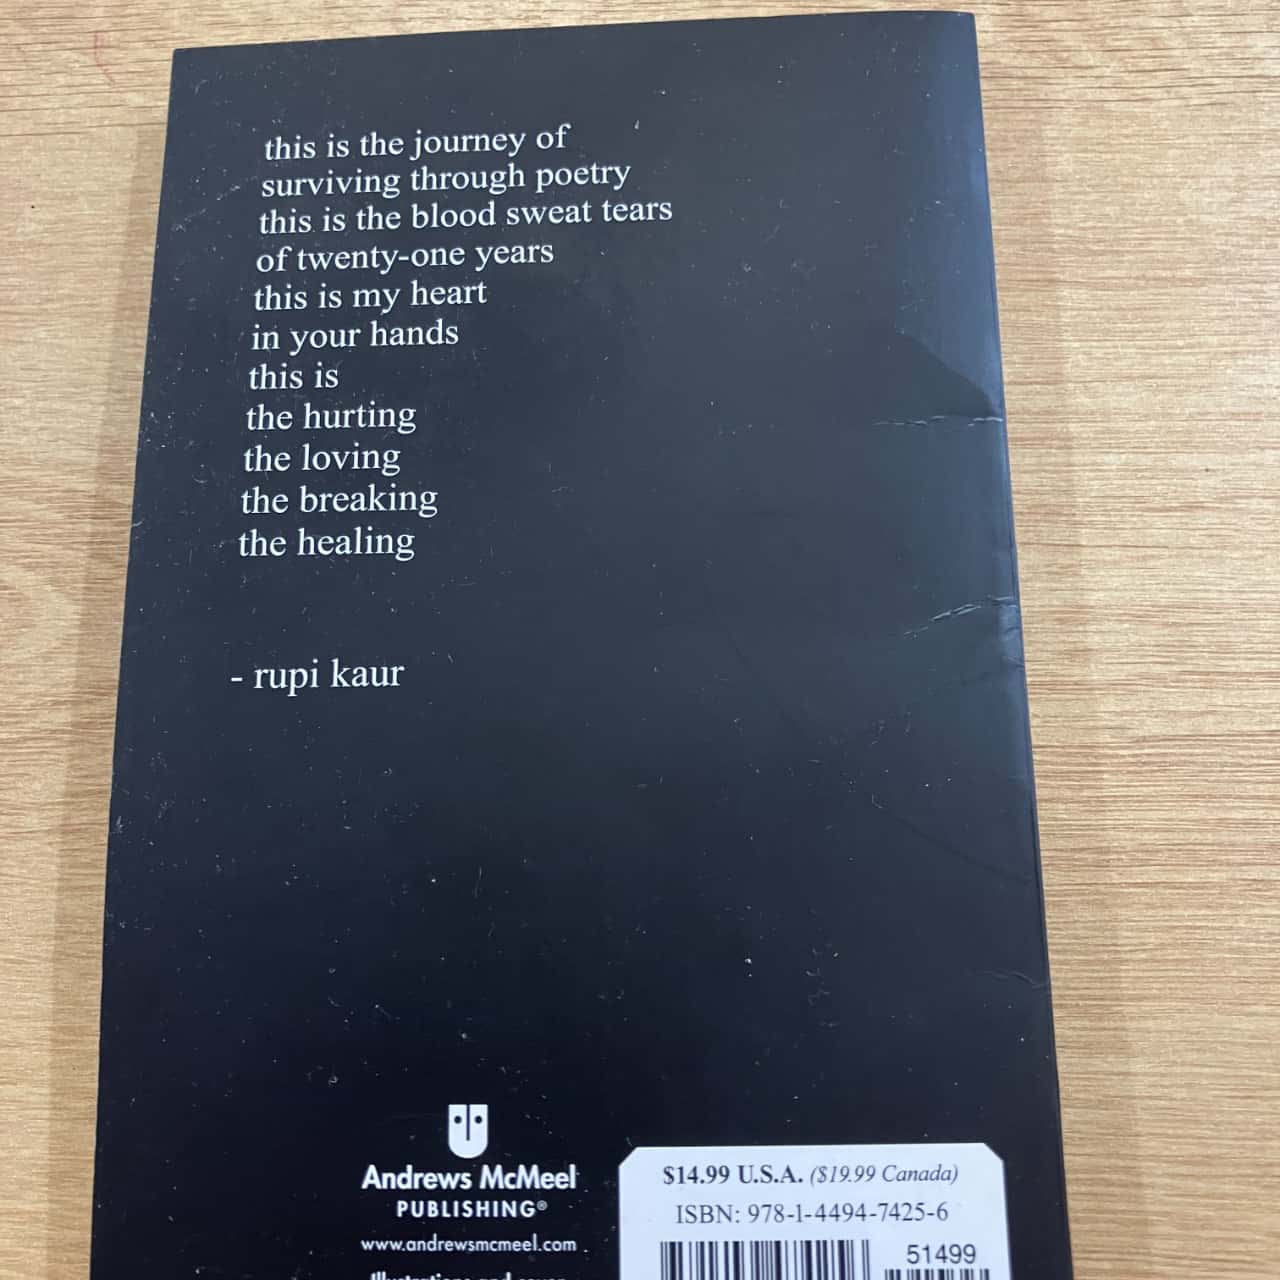 this is the journey of
surviving through poetry
this is the blood sweat tears
of twenty-one years
this is my heart
in your hands
this is
the hurting
the loving
the breaking
the healing
- rupi kaur
Andrews McMeel
PUBLISHING®
www.andrewsmcmeel.com
$14.99 U.S.A. ($19.99 Canada)
ISBN: 978-1-4494-7425-6
51499